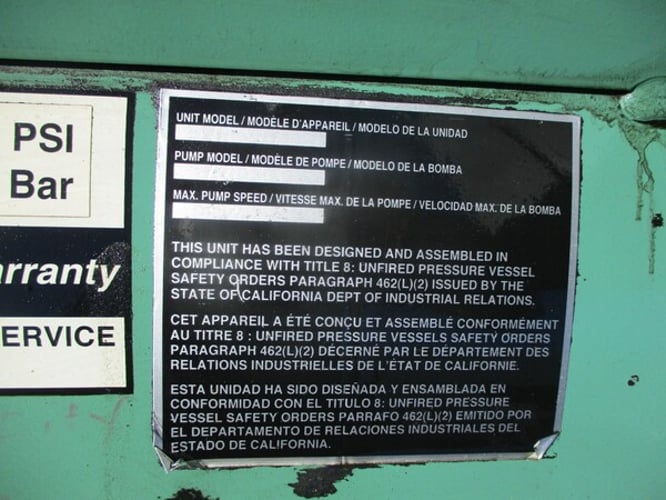 PSI
Bar
arranty
ERVICE
UNIT MODEL / MODÈLE D'APPAREIL / MODELO DE LA UNIDAD
PUMP MODEL / MODÈLE DE POMPE / MODELO DE LA BOMBA
MAX. PUMP SPEED / VITESSE MAX. DE LA POMPE / VELOCIDAD MAX. DE LA BOMBA
THIS UNIT HAS BEEN DESIGNED AND ASSEMBLED IN
COMPLIANCE WITH TITLE 8: UNFIRED PRESSURE VESSEL
SAFETY ORDERS PARAGRAPH 462(L)(2) ISSUED BY THE
STATE OF CALIFORNIA DEPT OF INDUSTRIAL RELATIONS.
CET APPAREIL A ÉTÉ CONÇU ET ASSEMBLÉ CONFORMÉMENT
AU TITRE 8 : UNFIRED PRESSURE VESSELS SAFETY ORDERS
PARAGRAPH 462(L)(2) DÉCERNÉ PAR LE DÉPARTEMENT DES
RELATIONS INDUSTRIELLES DE L'ÉTAT DE CALIFORNIE.
ESTA UNIDAD HA SIDO DISEÑADA Y ENSAMBLADA EN
CONFORMIDAD CON EL TITULO 8: UNFIRED PRESSURE
VESSEL SAFETY ORDERS PARRAFO 462(L)(2) EMITIDO POR
EL DEPARTAMENTO DE RELACIONES INDUSTRIALES DEL
ESTADO DE CALIFORNIA.